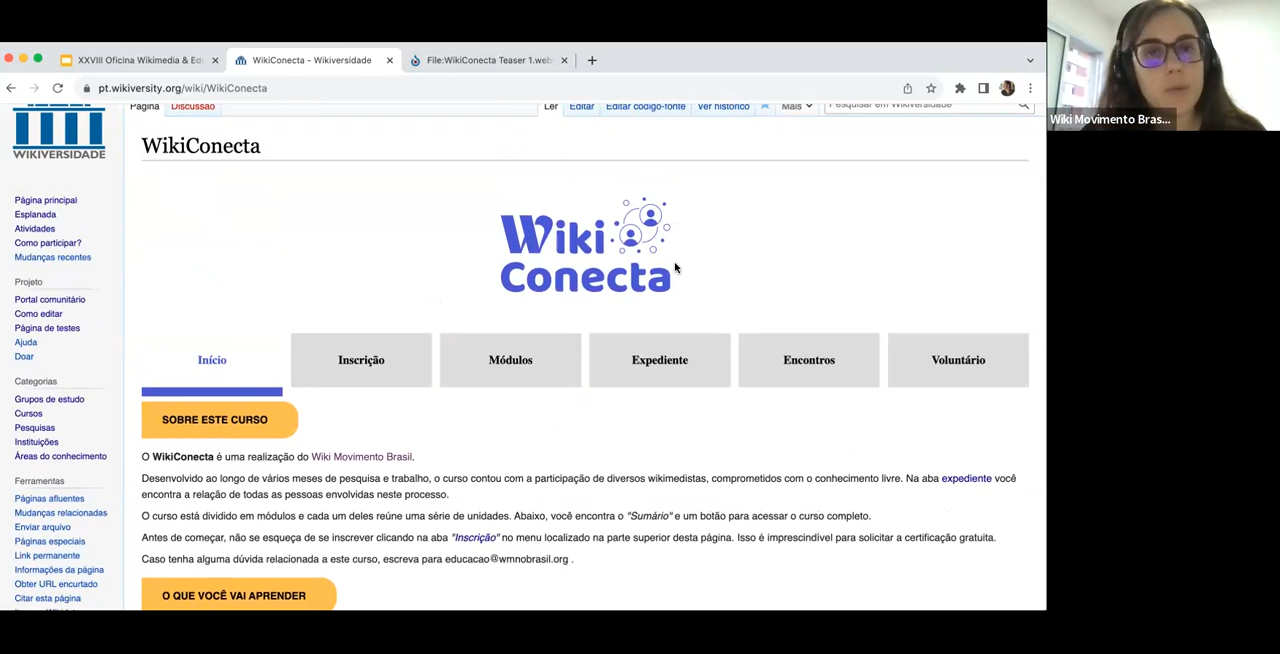 XXVIII Oficina Wikimedia & Edu
WikiConecta - Wikiversidade
File:WikiConecta Teaser 1.web
pt.wikiversity.org/wiki/WikiConecta
Wiki Movimento Bras...
Página
Discussão
Ler
Editar
Editar código-fonte
Ver histórico
Mais
Pesquisar em Wikiversidade
WIKIVERSIDADE
Página principal
Esplanada
Atividades
Como participar?
Mudanças recentes
Projeto
Portal comunitário
Como editar
Página de testes
Ajuda
Doar
Categorias
Grupos de estudo
Cursos
Pesquisas
Instituições
Áreas do conhecimento
Ferramentas
Páginas afluentes
Mudanças relacionadas
Enviar arquivo
Páginas especiais
Link permanente
Informações da página
Obter URL encurtado
Citar esta página
WikiConecta
Wiki
Conecta
Início
Inscrição
Módulos
Expediente
Encontros
Voluntário
SOBRE ESTE CURSO
O WikiConecta é uma realização do Wiki Movimento Brasil.
Desenvolvido ao longo de vários meses de pesquisa e trabalho, o curso contou com a participação de diversos wikimedistas, comprometidos com o conhecimento livre. Na aba expediente você
encontra a relação de todas as pessoas envolvidas neste processo.
O curso está dividido em módulos e cada um deles reúne uma série de unidades. Abaixo, você encontra o "Sumário" e um botão para acessar o curso completo.
Antes de começar, não se esqueça de se inscrever clicando na aba "Inscrição" no menu localizado na parte superior desta página. Isso é imprescindível para solicitar a certificação gratuita.
Caso tenha alguma dúvida relacionada a este curso, escreva para educacao@wmnobrasil.org .
O QUE VOCÊ VAI APRENDER